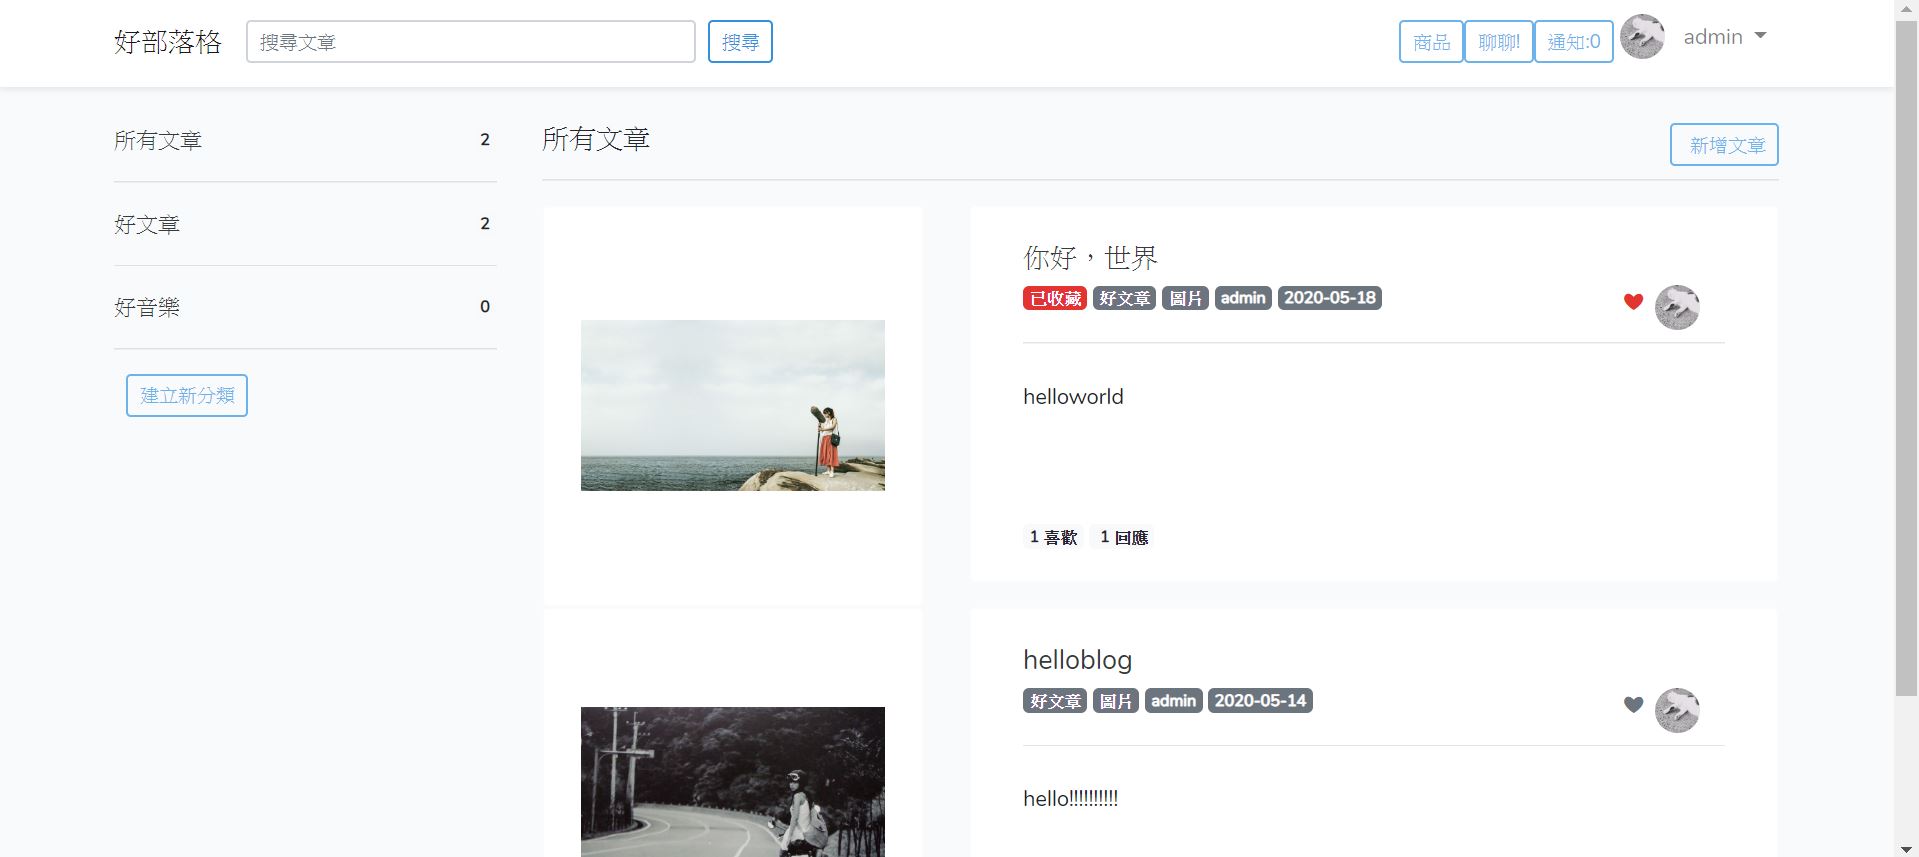 好部落格 搜尋文章 搜尋 商品 聊聊! 通知:0 admin
所有文章 2
好文章 2
好音樂 0
建立新分類
所有文章 新增文章
你好，世界
已收藏 好文章 圖片 admin 2020-05-18
helloworld
1 喜歡 1 回應
helloblog
好文章 圖片 admin 2020-05-14
hello!!!!!!!!!!